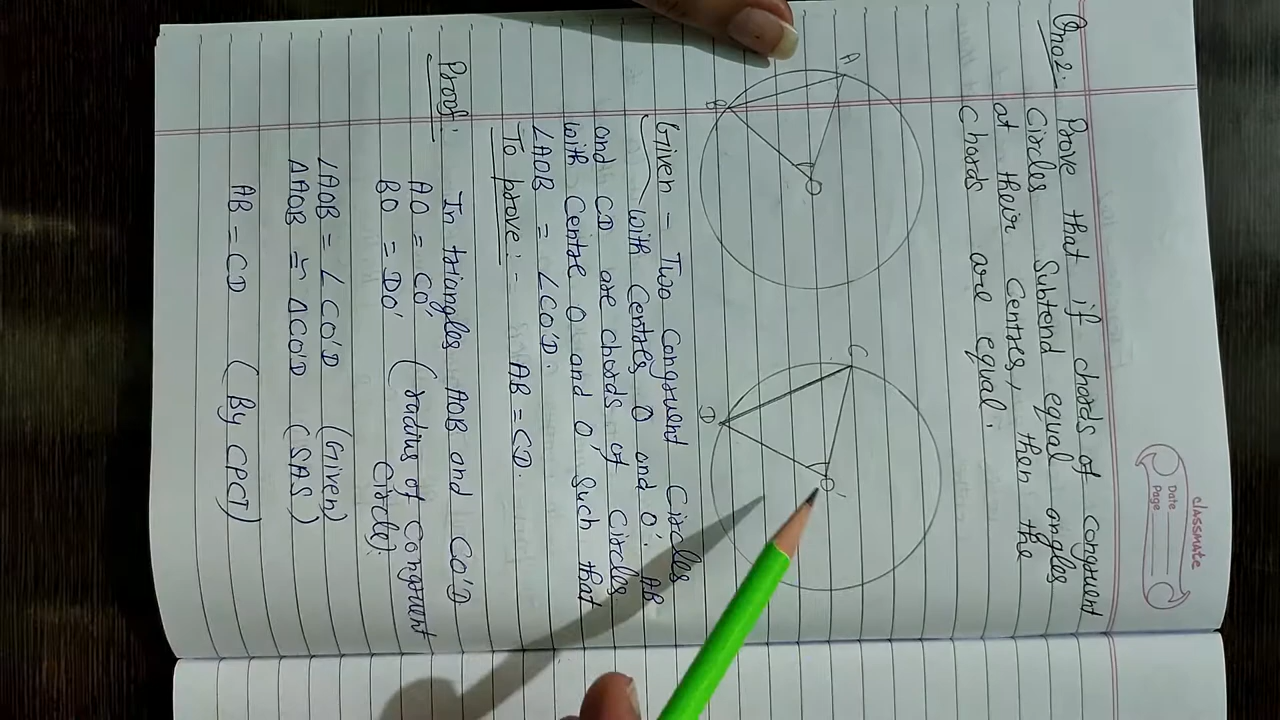 classmate
Date
Page
Qno2. Prove that if chords of congruent
Circles Subtend equal angles
at their Centres, then the
Chords are equal.
A
B
O
C
D
O'
Given - Two Congruent Circles
with Centres O and O'. AB
and CD are chords of Circles
with Centre O and O' Such that
∠AOB = ∠CO'D.
To prove :- AB = CD.
Proof: In triangles AOB and CO'D
AO = CO' (radius of Congruent
BO = DO' Circle).
∠AOB = ∠CO'D (Given)
ΔAOB ≅ ΔCO'D (SAS)
AB = CD (By CPCT)